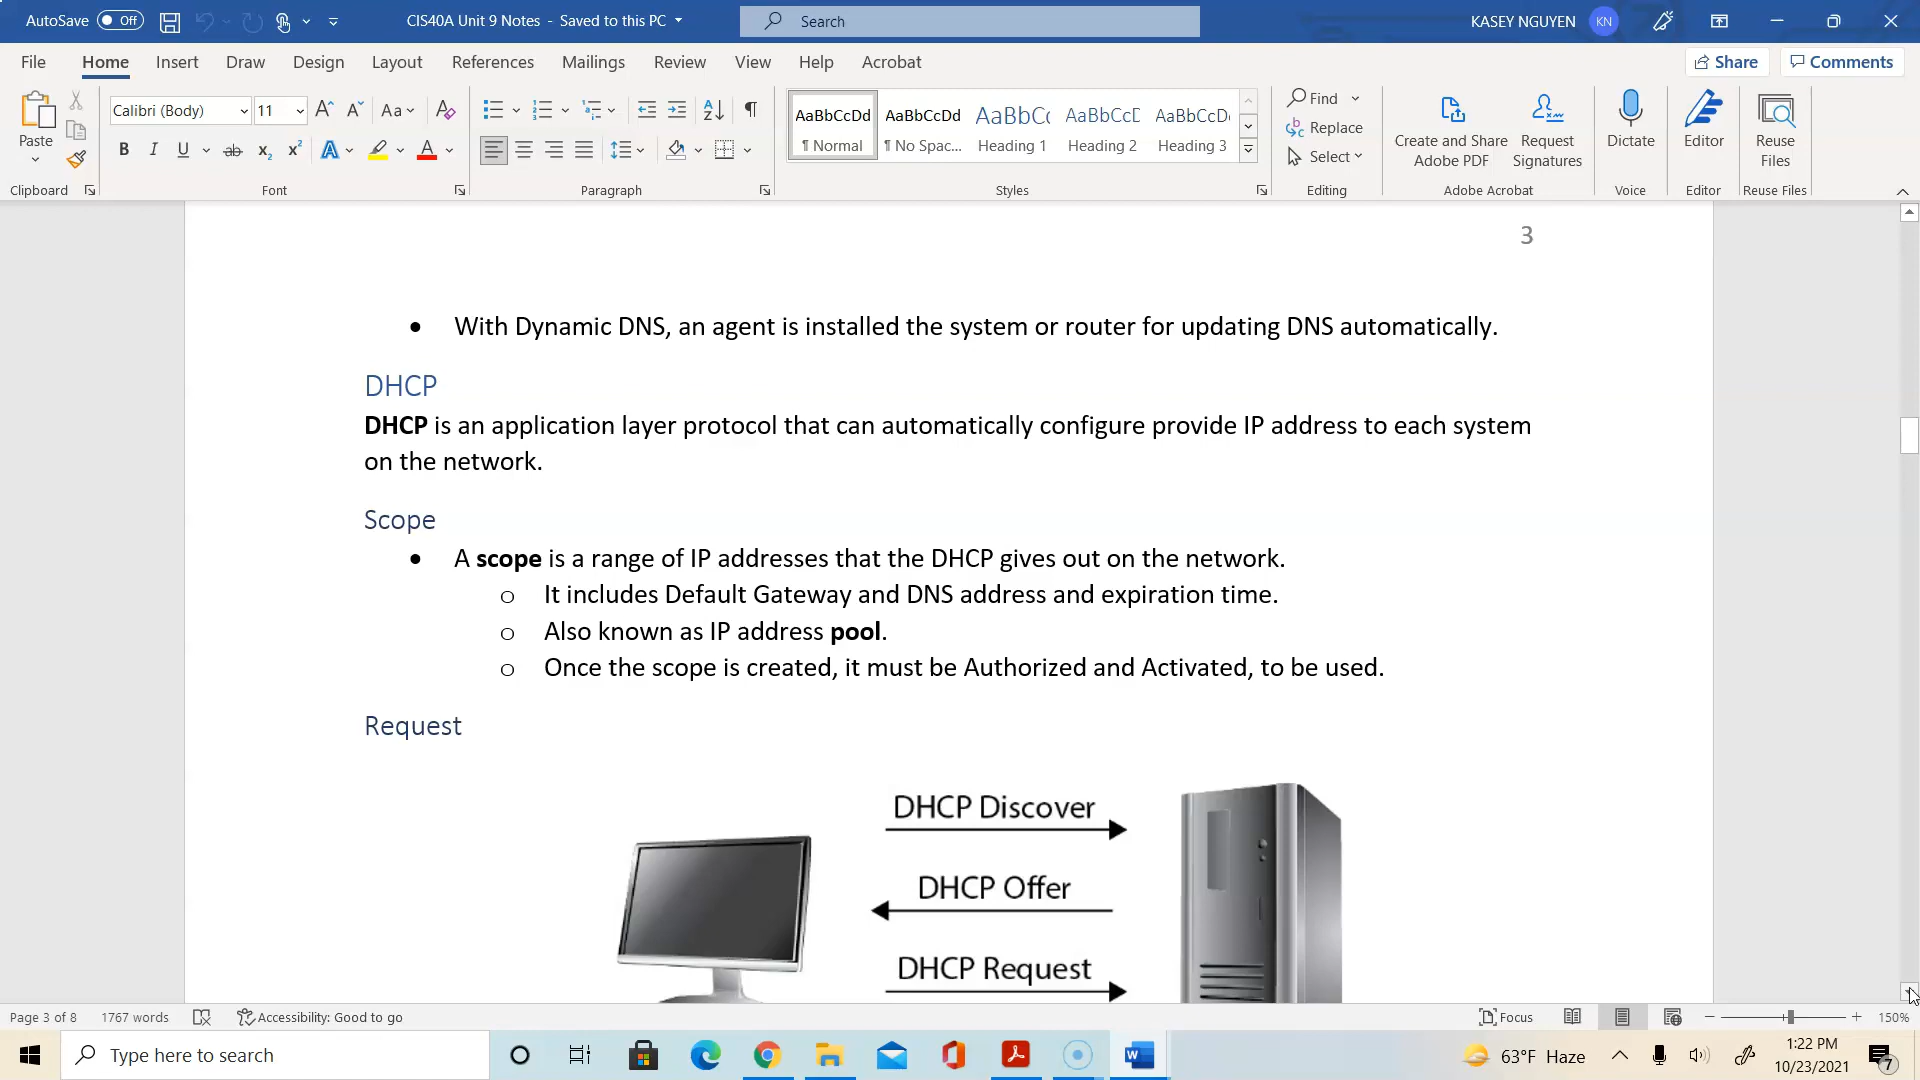 AutoSave Off CIS40A Unit 9 Notes - Saved to this PC Search KASEY NGUYEN KN
File Home Insert Draw Design Layout References Mailings Review View Help Acrobat Share Comments
Paste
Clipboard
Calibri (Body) 11 Aa
B I U ab x₂ x² A A
Font
Paragraph
AaBbCcDd AaBbCcDd AaBbCc AaBbCcD AaBbCcD
¶ Normal ¶ No Spac... Heading 1 Heading 2 Heading 3
Styles
Find
Replace
Select
Editing
Create and Share Adobe PDF
Request Signatures
Adobe Acrobat
Dictate
Voice
Editor
Editor
Reuse Files
Reuse Files
3
• With Dynamic DNS, an agent is installed the system or router for updating DNS automatically.
DHCP
DHCP is an application layer protocol that can automatically configure provide IP address to each system
on the network.
Scope
• A scope is a range of IP addresses that the DHCP gives out on the network.
o It includes Default Gateway and DNS address and expiration time.
o Also known as IP address pool.
o Once the scope is created, it must be Authorized and Activated, to be used.
Request
DHCP Discover
DHCP Offer
DHCP Request
Page 3 of 8 1767 words Accessibility: Good to go Focus 150%
Type here to search 63°F Haze 1:22 PM
10/23/2021 7